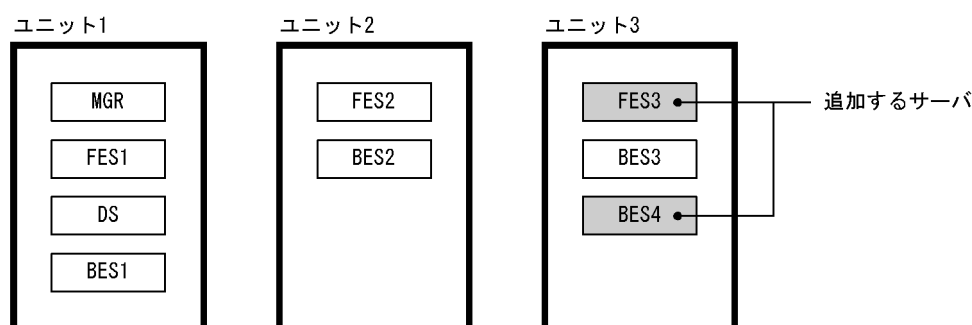 ユニット1
MGR
FES1
DS
BES1
ユニット2
FES2
BES2
ユニット3
FES3
BES3
BES4
追加するサーバ